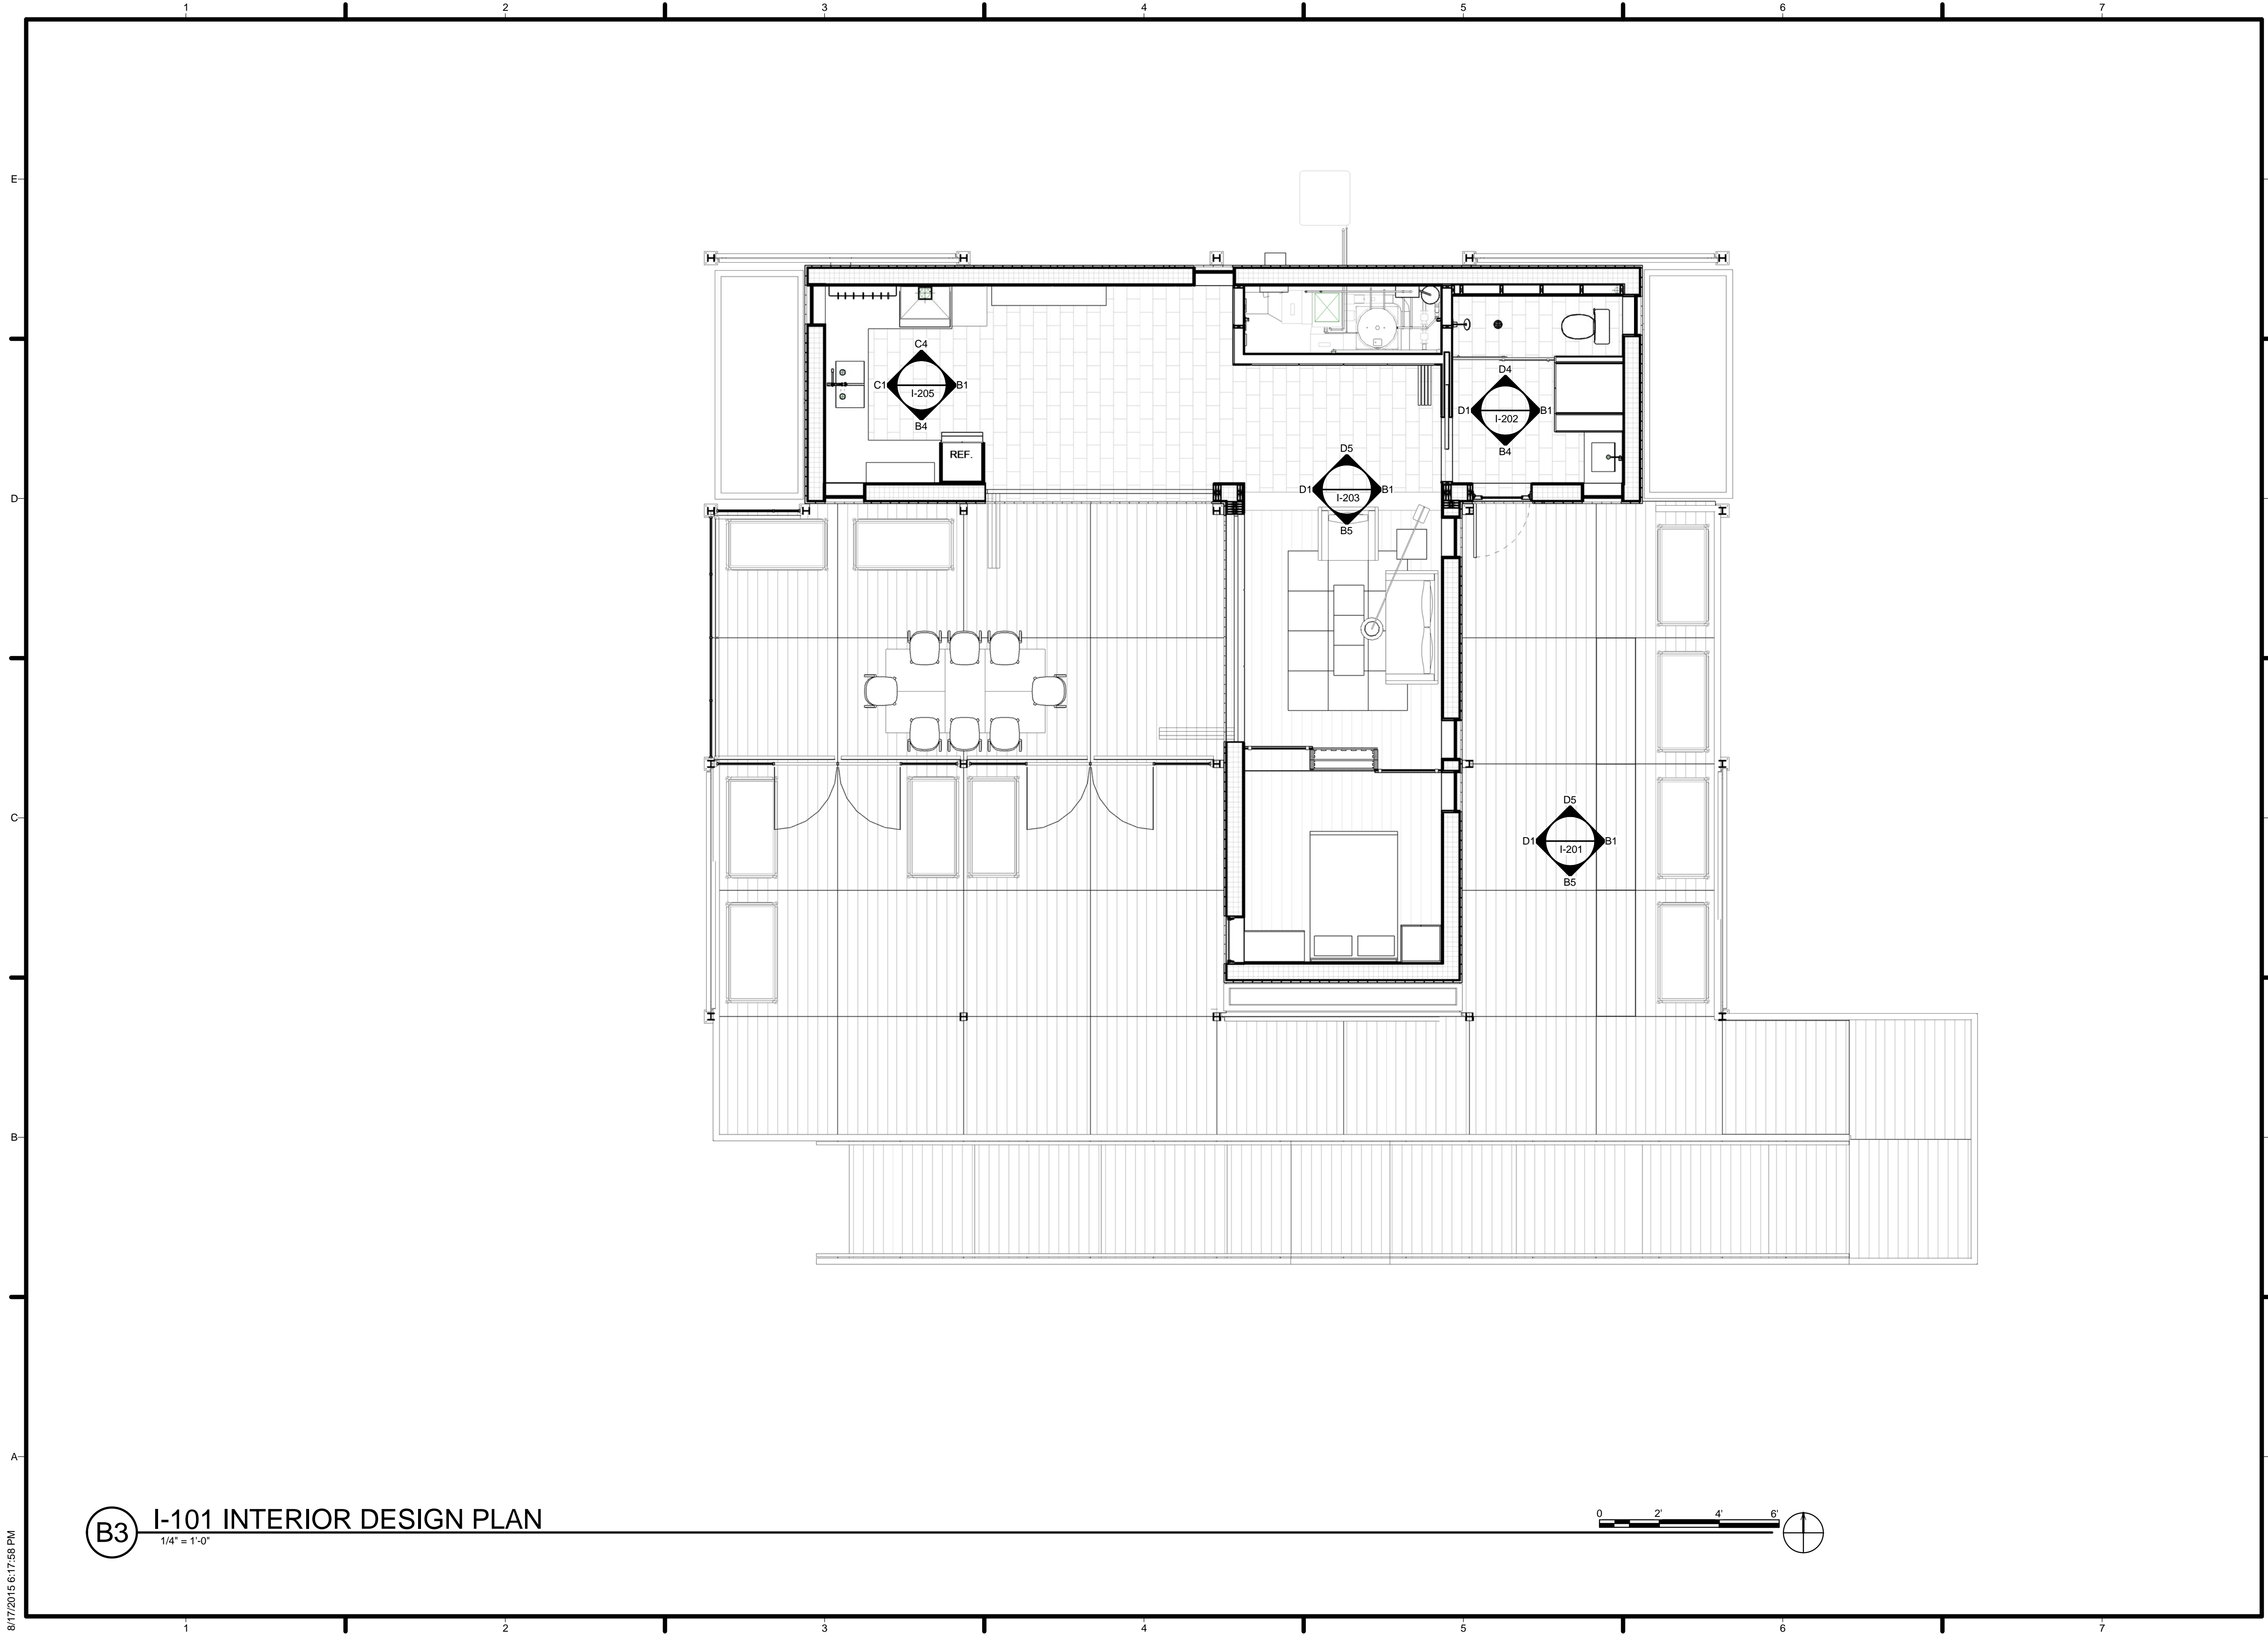 1 2 3 4 5 6 7
E
D
C
B
A
C4
C1 B1
I-205
B4
REF.
D4
D1 B1
I-202
B4
D5
D1 B1
I-203
B5
D5
D1 B1
I-201
B5
B3
I-101 INTERIOR DESIGN PLAN
1/4" = 1'-0"
0 2' 4' 6'
8/17/2015 6:17:58 PM
1 2 3 4 5 6 7